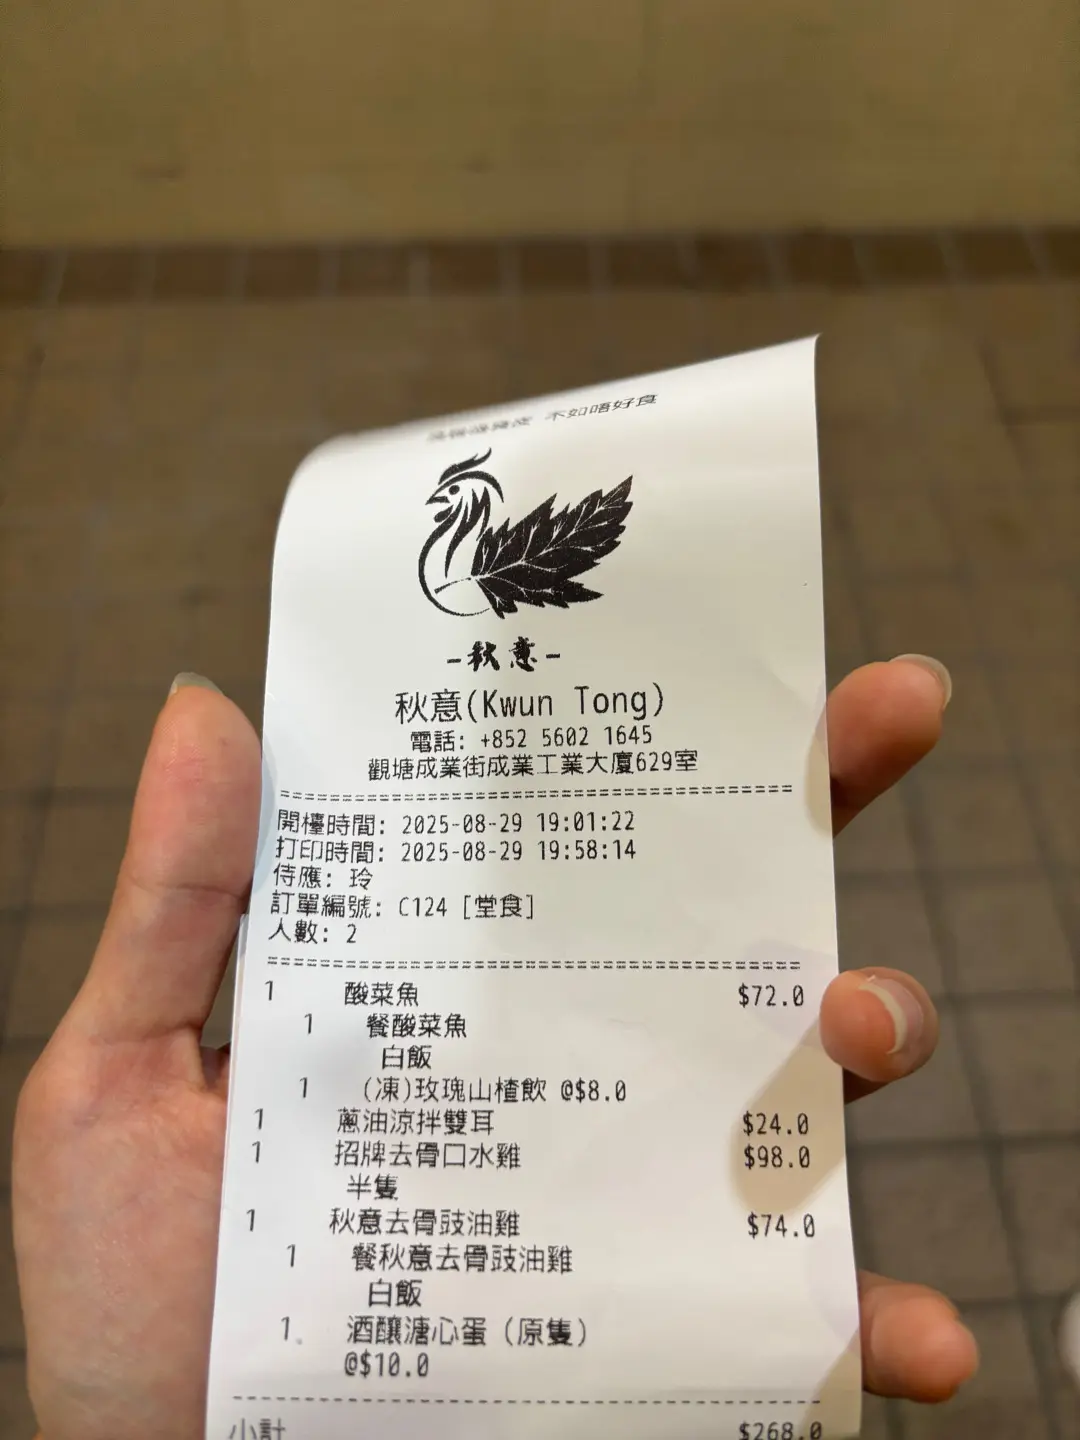 不如唔好食
-秋意-
秋意(Kwun Tong)
電話: +852 5602 1645
觀塘成業街成業工業大廈629室
開檯時間: 2025-08-29 19:01:22
打印時間: 2025-08-29 19:58:14
侍應: 玲
訂單編號: C124 [堂食]
人數: 2
1 酸菜魚 $72.0
1 餐酸菜魚
白飯
1 (凍)玫瑰山楂飲 @$8.0
1 蔥油涼拌雙耳 $24.0
1 招牌去骨口水雞 $98.0
半隻
1 秋意去骨豉油雞 $74.0
1 餐秋意去骨豉油雞
白飯
1 酒釀溏心蛋 (原隻)
@$10.0
小計 $268.0